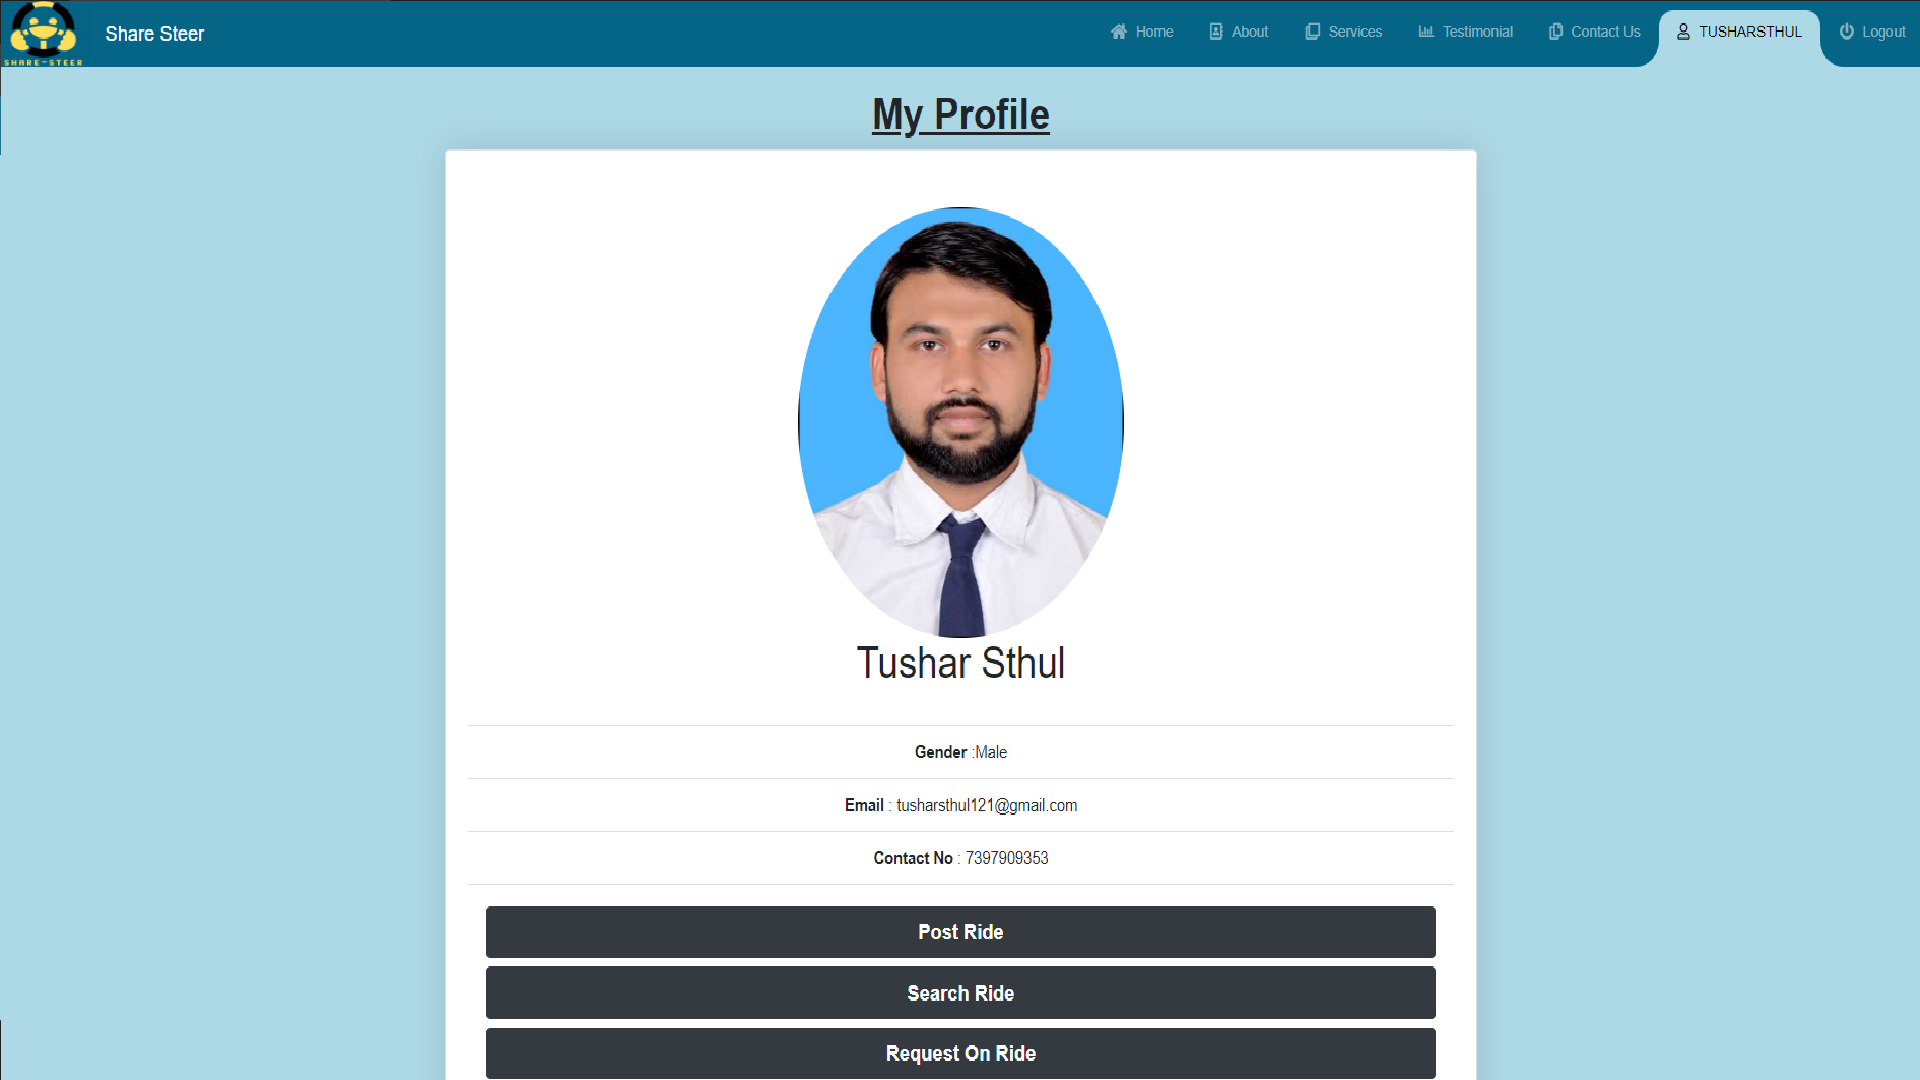 SHARE-STEER
Share Steer
Home
About
Services
Testimonial
Contact Us
TUSHARSTHUL
Logout
My Profile
Tushar Sthul
Gender :Male
Email : tusharsthul121@gmail.com
Contact No : 7397909353
Post Ride
Search Ride
Request On Ride